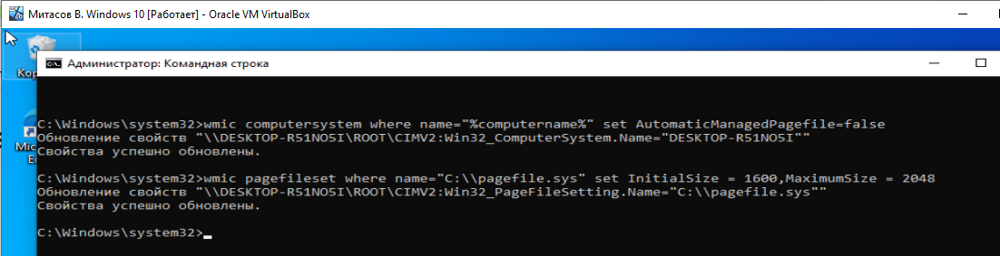 Митасов В. Windows 10 [Работает] - Oracle VM VirtualBox
Администратор: Командная строка
C:\Windows\system32>wmic computersystem where name="%computername%" set AutomaticManagedPagefile=false
Обновление свойств "\\DESKTOP-R51NO5I\ROOT\CIMV2:Win32_ComputerSystem.Name="DESKTOP-R51NO5I""
Свойства успешно обновлены.
C:\Windows\system32>wmic pagefileset where name="C:\\pagefile.sys" set InitialSize = 1600,MaximumSize = 2048
Обновление свойств "\\DESKTOP-R51NO5I\ROOT\CIMV2:Win32_PageFileSetting.Name="C:\\pagefile.sys""
Свойства успешно обновлены.
C:\Windows\system32>